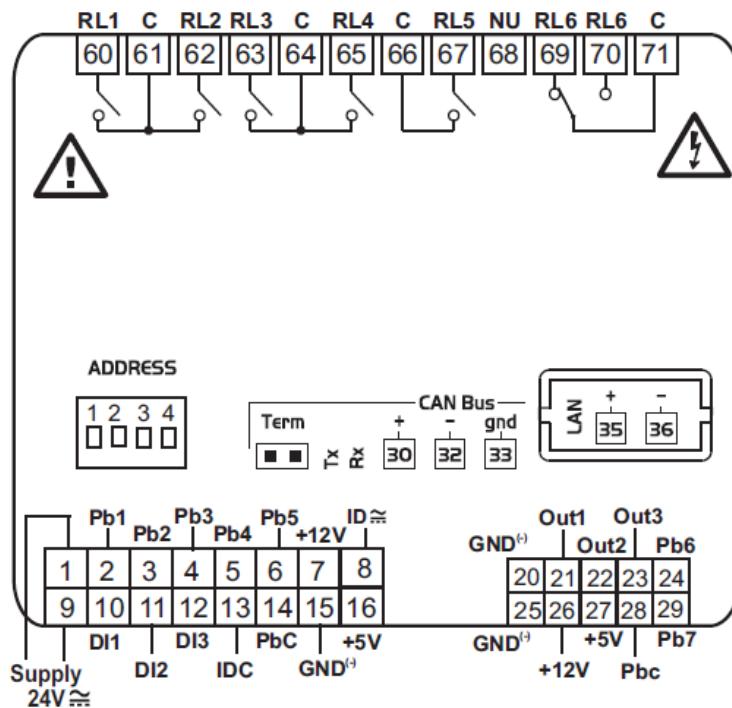 RL1 C RL2 RL3 C RL4 C RL5 NU RL6 RL6 C
60 61 62 63 64 65 66 67 68 69 70 71
!
ADDRESS
1 2 3 4
CAN Bus
Term + - gnd
Tx Rx 30 32 33
LAN + -
35 36
Pb1 Pb2 Pb3 Pb4 Pb5 +12V ID≂
1 2 3 4 5 6 7 8
9 10 11 12 13 14 15 16
DI1 DI2 DI3 IDC PbC GND(-) +5V
Supply
24V ≂
GND(-) Out1 Out2 Out3 Pb6
20 21 22 23 24
25 26 27 28 29
GND(-) +12V +5V Pbc Pb7